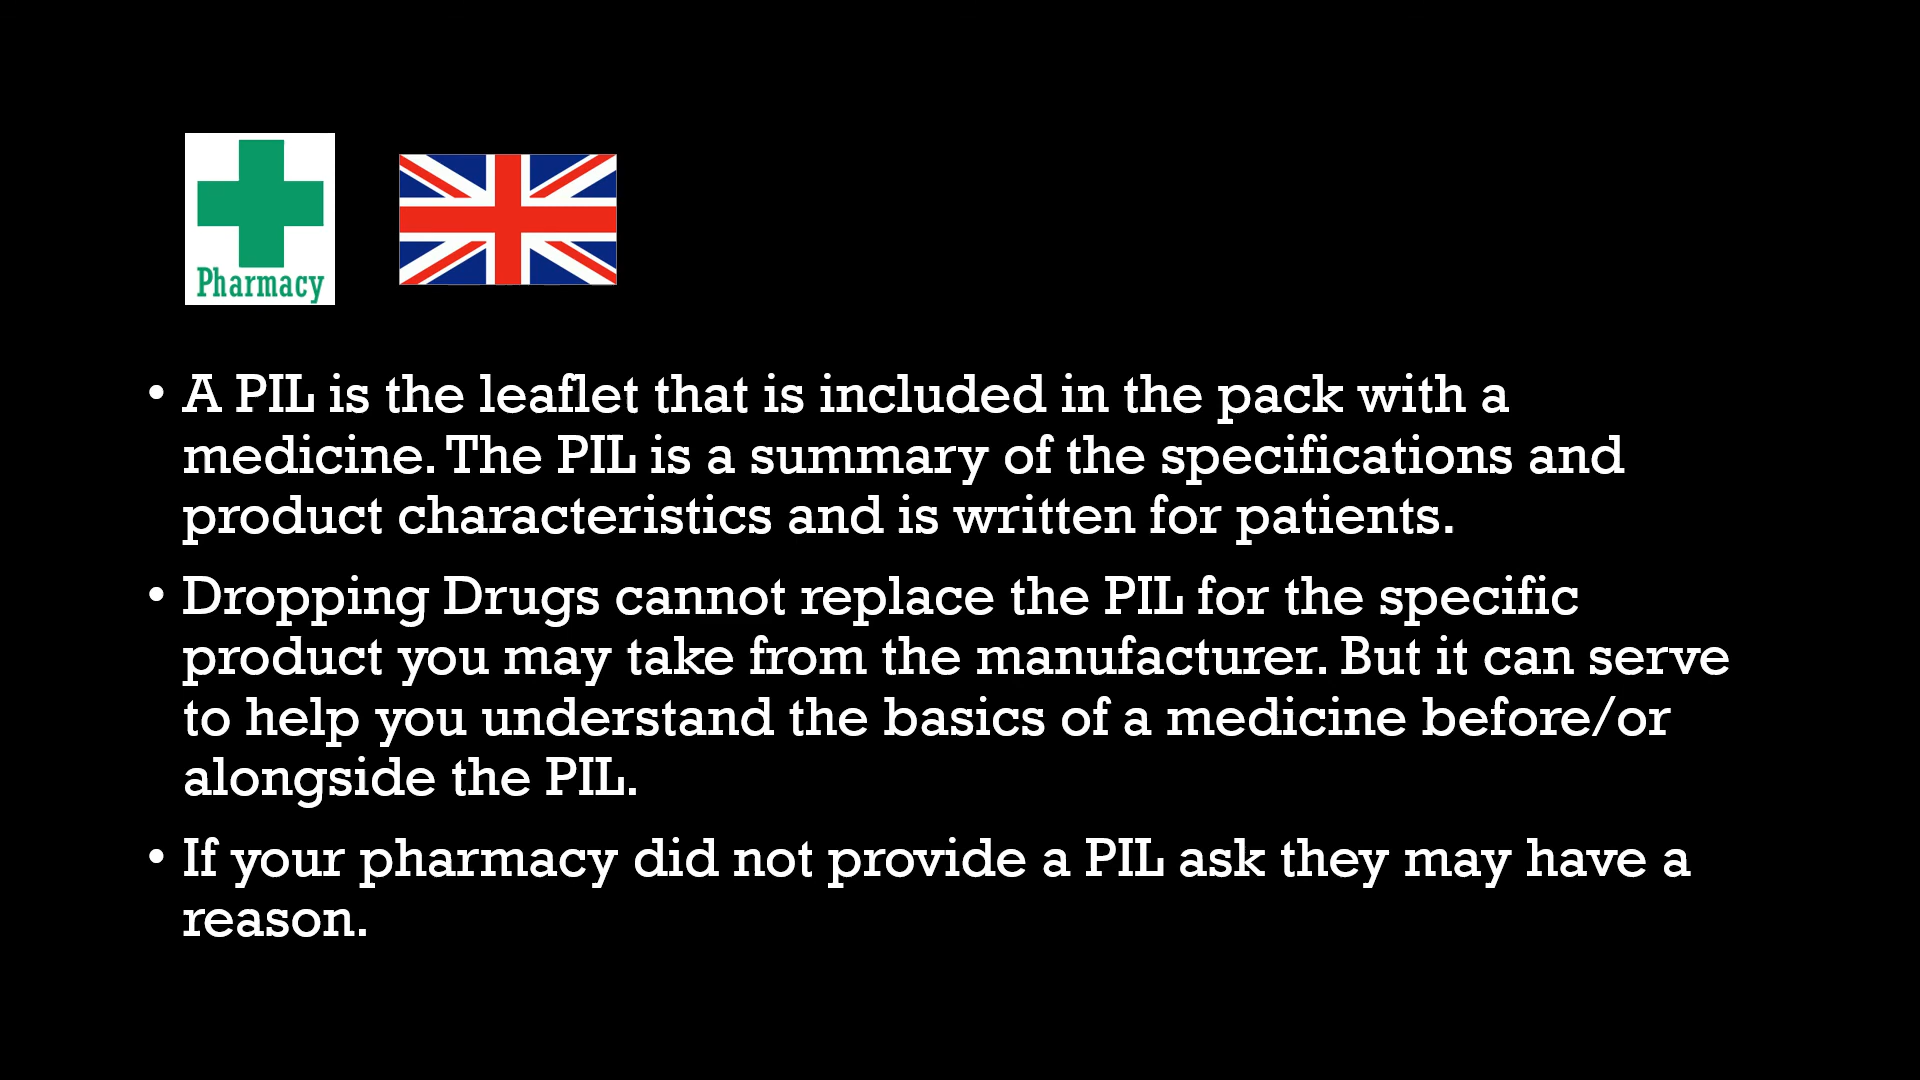 Pharmacy
• A PIL is the leaflet that is included in the pack with a
medicine. The PIL is a summary of the specifications and
product characteristics and is written for patients.
• Dropping Drugs cannot replace the PIL for the specific
product you may take from the manufacturer. But it can serve
to help you understand the basics of a medicine before/or
alongside the PIL.
• If your pharmacy did not provide a PIL ask they may have a
reason.